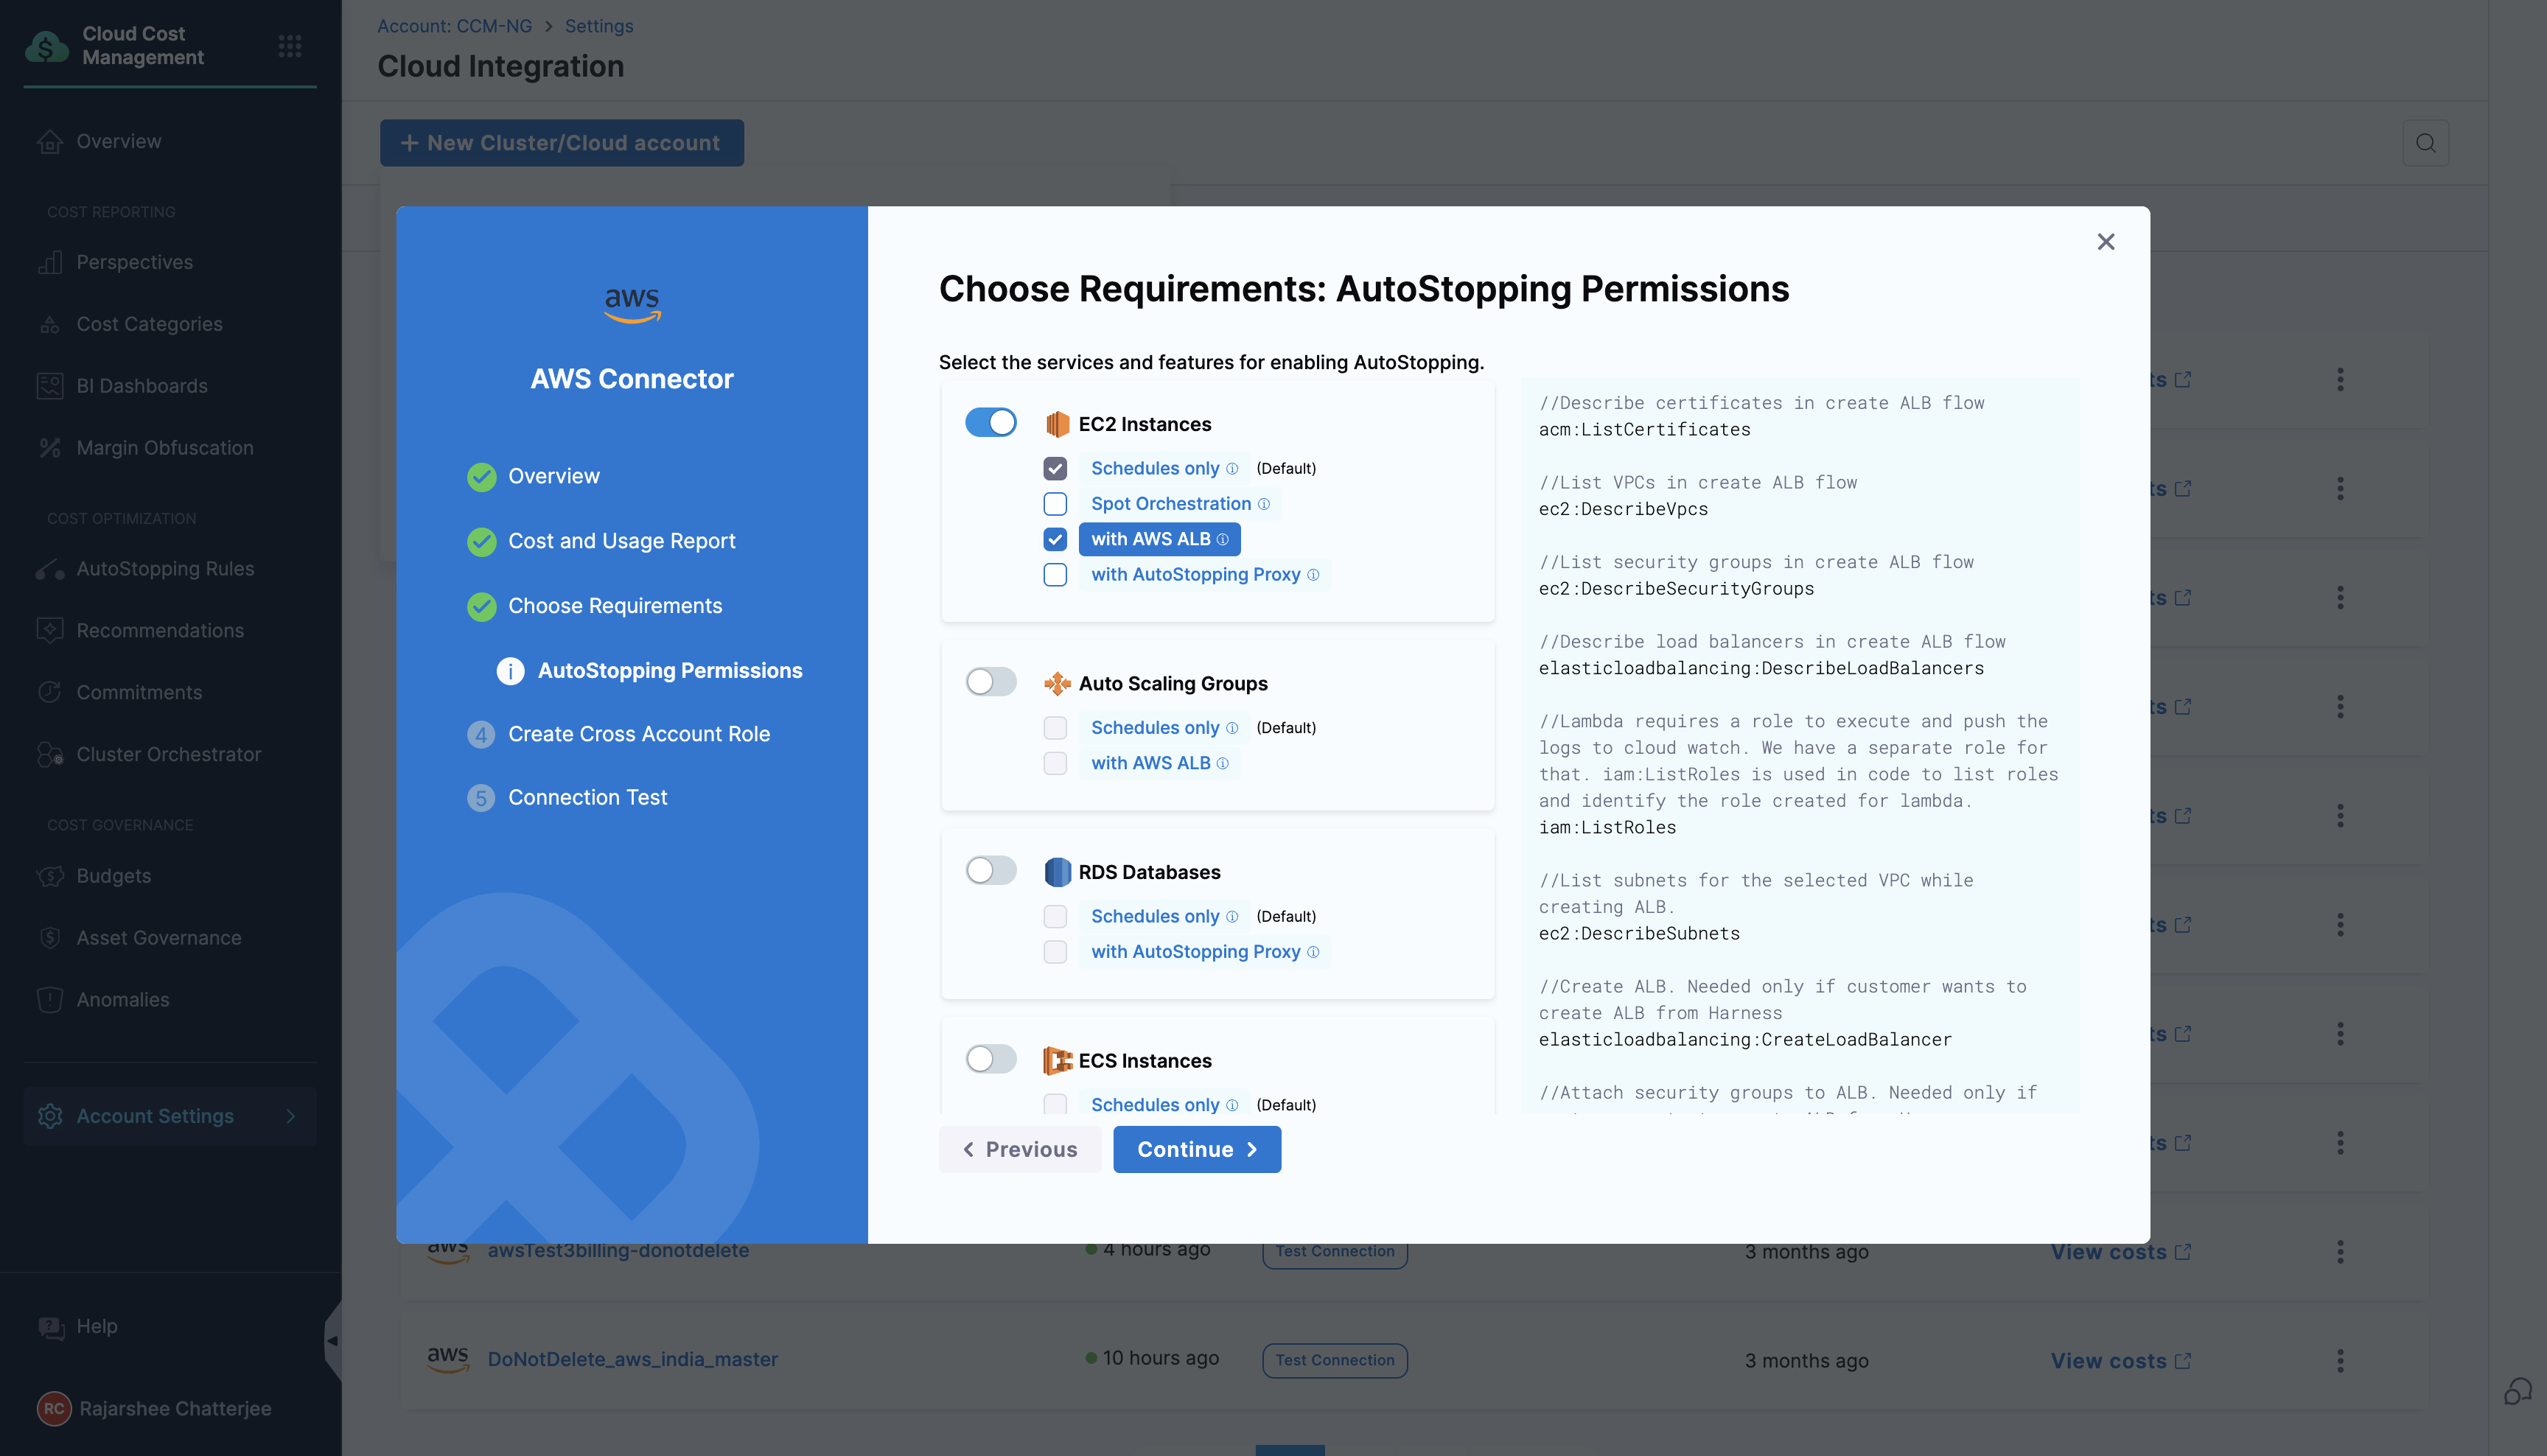 Cloud Cost
Management
Overview
COST REPORTING
Perspectives
Cost Categories
BI Dashboards
Margin Obfuscation
COST OPTIMIZATION
AutoStopping Rules
Recommendations
Commitments
Cluster Orchestrator
COST GOVERNANCE
Budgets
Asset Governance
Anomalies
Account Settings
Help
RC Rajarshee Chatterjee
Account: CCM-NG > Settings
Cloud Integration
+ New Cluster/Cloud account
aws
AWS Connector
Overview
Cost and Usage Report
Choose Requirements
i AutoStopping Permissions
4 Create Cross Account Role
5 Connection Test
Choose Requirements: AutoStopping Permissions
Select the services and features for enabling AutoStopping.
EC2 Instances
Schedules only (Default)
Spot Orchestration
with AWS ALB
with AutoStopping Proxy
Auto Scaling Groups
Schedules only (Default)
with AWS ALB
RDS Databases
Schedules only (Default)
with AutoStopping Proxy
ECS Instances
Schedules only (Default)
//Describe certificates in create ALB flow
acm:ListCertificates
//List VPCs in create ALB flow
ec2:DescribeVpcs
//List security groups in create ALB flow
ec2:DescribeSecurityGroups
//Describe load balancers in create ALB flow
elasticloadbalancing:DescribeLoadBalancers
//Lambda requires a role to execute and push the
logs to cloud watch. We have a separate role for
that. iam:ListRoles is used in code to list roles
and identify the role created for lambda.
iam:ListRoles
//List subnets for the selected VPC while
creating ALB.
ec2:DescribeSubnets
//Create ALB. Needed only if customer wants to
create ALB from Harness
elasticloadbalancing:CreateLoadBalancer
//Attach security groups to ALB. Needed only if
Previous
Continue
ts
ts
ts
ts
ts
ts
ts
ts
aws awsTest3billing-donotdelete 4 hours ago Test Connection 3 months ago View costs
aws DoNotDelete_aws_india_master 10 hours ago Test Connection 3 months ago View costs